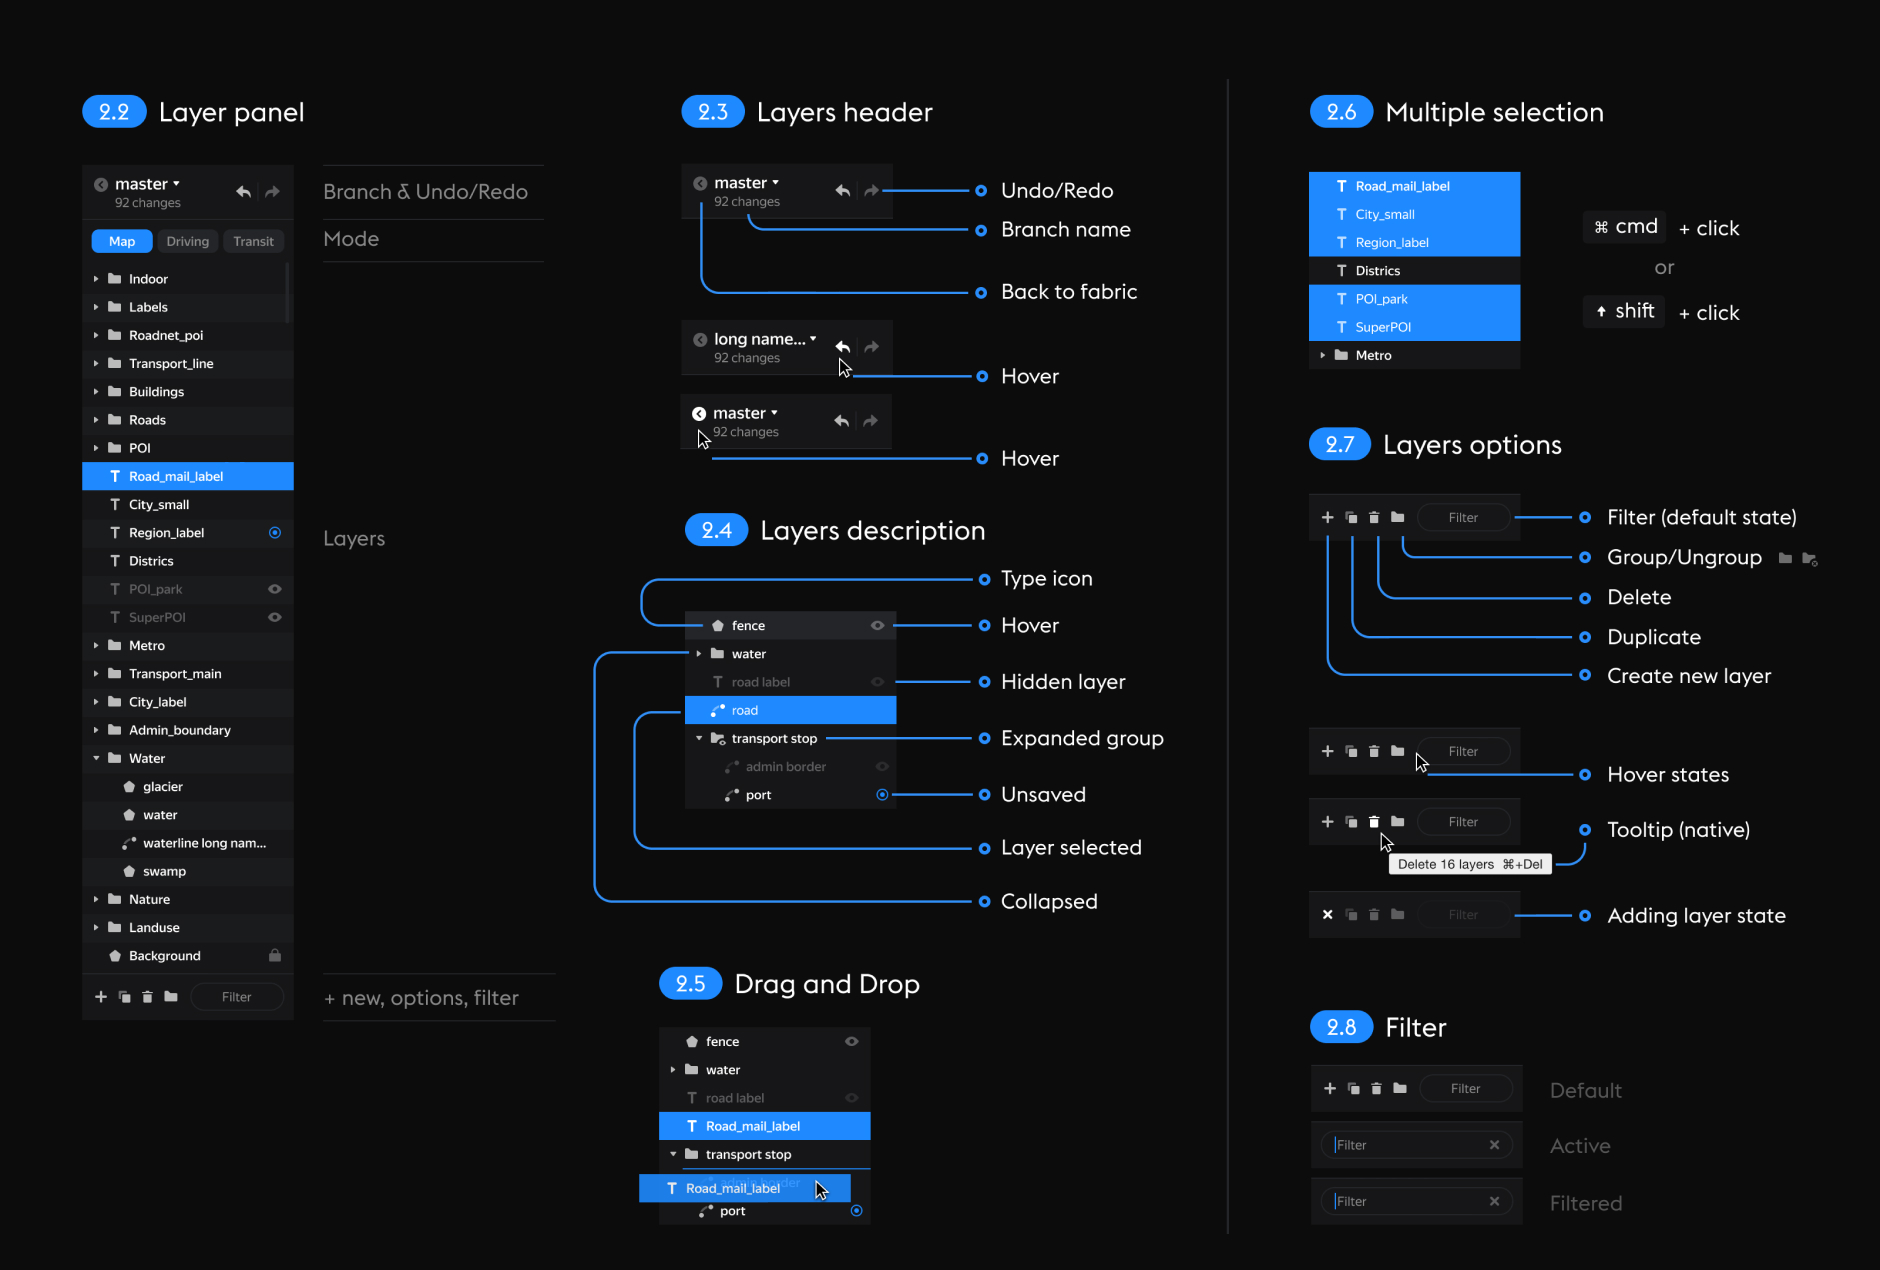 2.2 Layer panel
master
92 changes
Branch & Undo/Redo
Map Driving Transit
Mode
Indoor
Labels
Roadnet_poi
Transport_line
Buildings
Roads
POI
Road_mail_label
City_small
Region_label
Layers
Districs
POI_park
SuperPOI
Metro
Transport_main
City_label
Admin_boundary
Water
glacier
water
waterline long nam...
swamp
Nature
Landuse
Background
Filter
+ new, options, filter
2.3 Layers header
master
92 changes
Undo/Redo
Branch name
Back to fabric
long name...
92 changes
Hover
master
92 changes
Hover
2.4 Layers description
Type icon
fence
Hover
water
road label
Hidden layer
road
transport stop
Expanded group
admin border
port
Unsaved
Layer selected
Collapsed
2.5 Drag and Drop
fence
water
road label
Road_mail_label
transport stop
admin border
Road_mail_label
port
2.6 Multiple selection
Road_mail_label
City_small
Region_label
Districs
POI_park
SuperPOI
Metro
⌘ cmd + click
or
shift + click
2.7 Layers options
Filter
Filter (default state)
Group/Ungroup
Delete
Duplicate
Create new layer
Filter
Hover states
Filter
Tooltip (native)
Delete 16 layers ⌘+Del
Filter
Adding layer state
2.8 Filter
Filter
Default
Filter
Active
Filter
Filtered